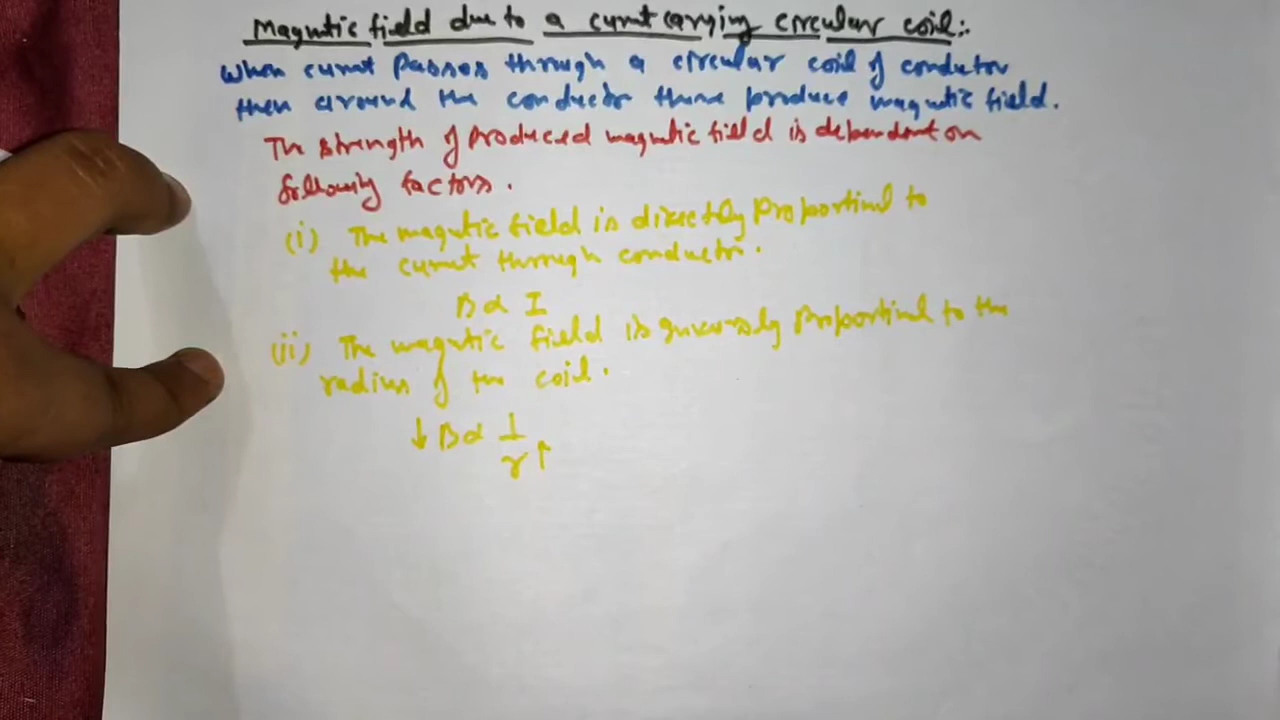 Magnetic field due to a current carrying circular coil:-
When current passes through a circular coil of conductor
then around the conductor there produce magnetic field.
The strength of produced magnetic field is dependent on
following factors.
(i) The magnetic field is directly proportional to
the current through conductor.
B α I
(ii) The magnetic field is inversely proportional to the
radius of the coil.
↓ B α 1/r ↑